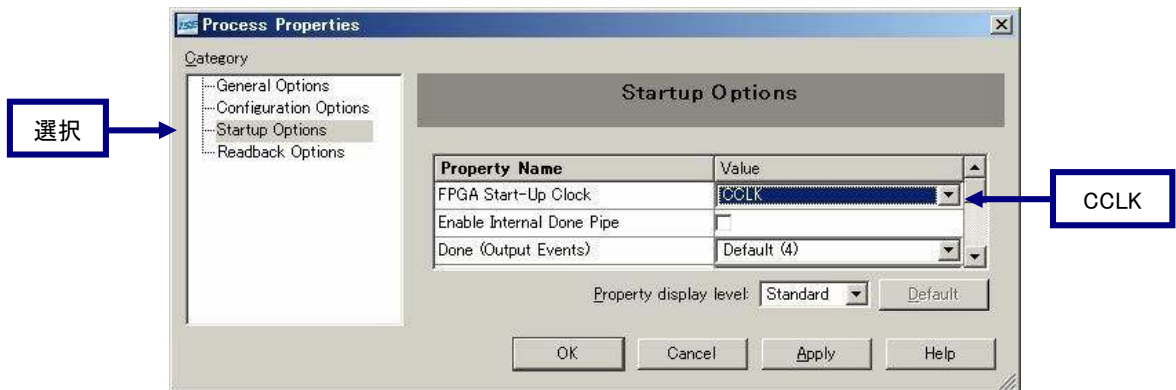 ISE Process Properties
Category
General Options
Configuration Options
Startup Options
Readback Options
選択
Startup Options
Property Name Value
FPGA Start-Up Clock CCLK
Enable Internal Done Pipe
Done (Output Events) Default (4)
CCLK
Property display level: Standard Default
OK Cancel Apply Help